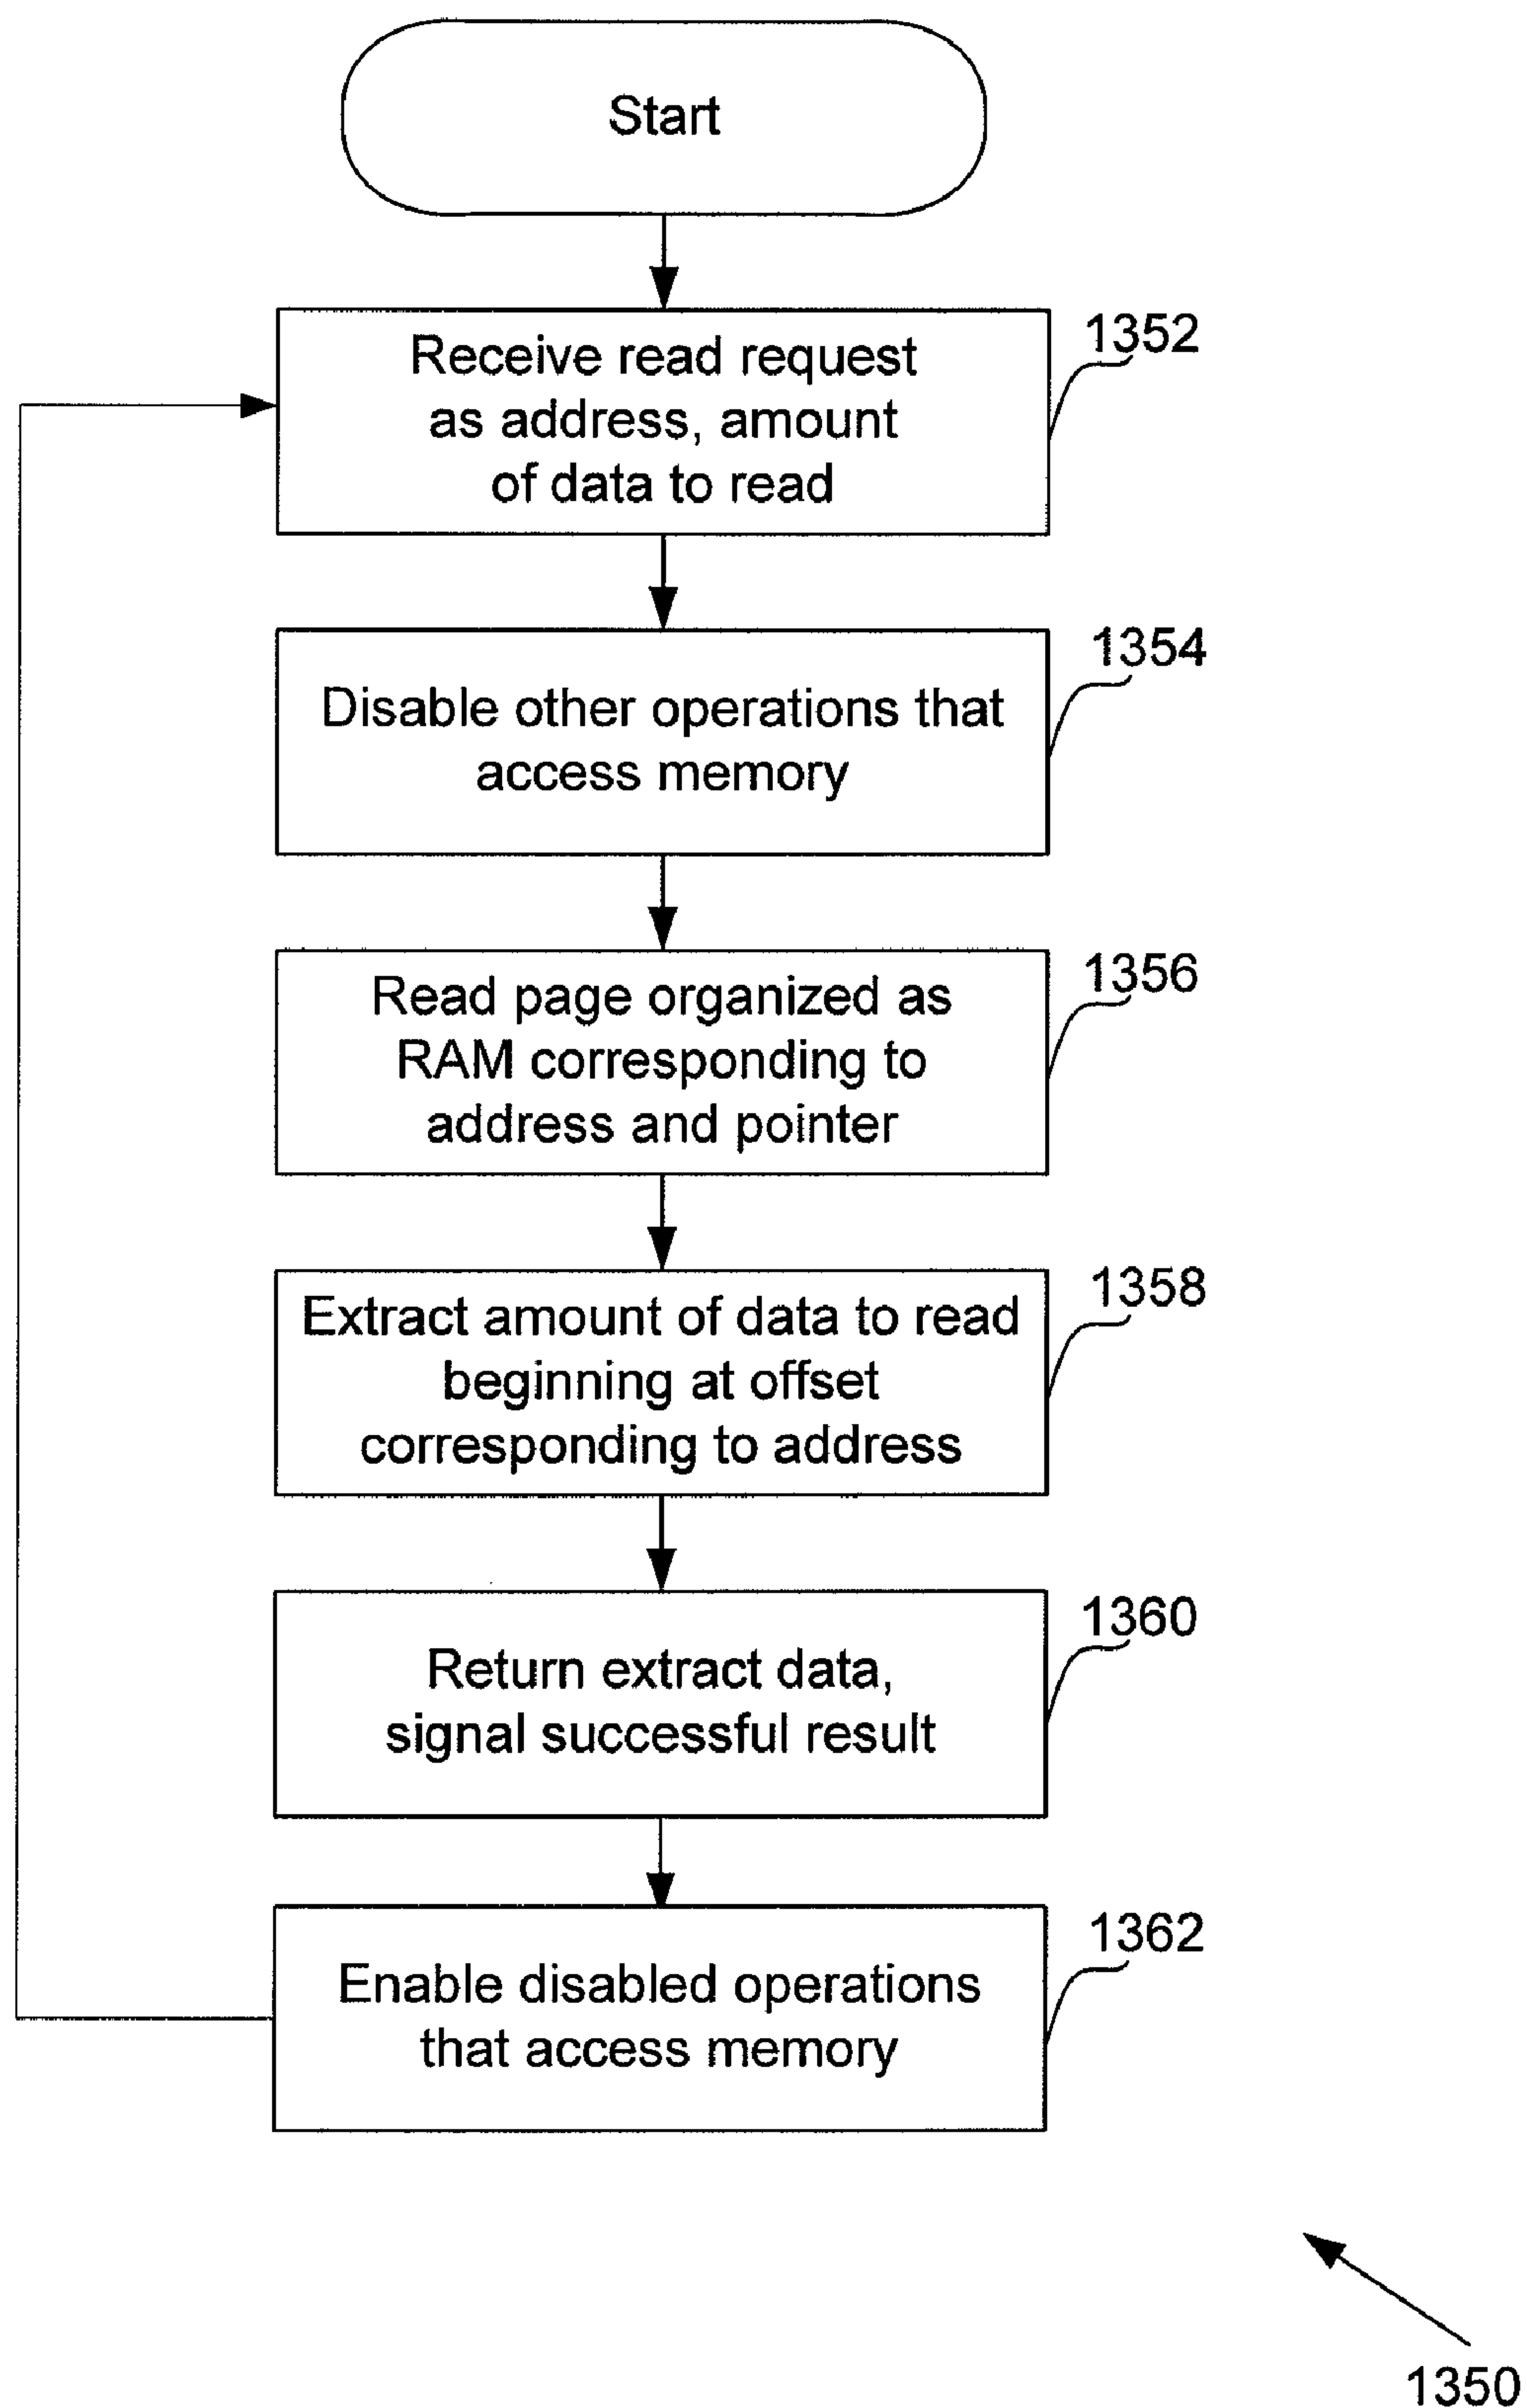 Start
Receive read request
as address, amount
of data to read
1352
Disable other operations that
access memory
1354
Read page organized as
RAM corresponding to
address and pointer
1356
Extract amount of data to read
beginning at offset
corresponding to address
1358
Return extract data,
signal successful result
1360
Enable disabled operations
that access memory
1362
1350